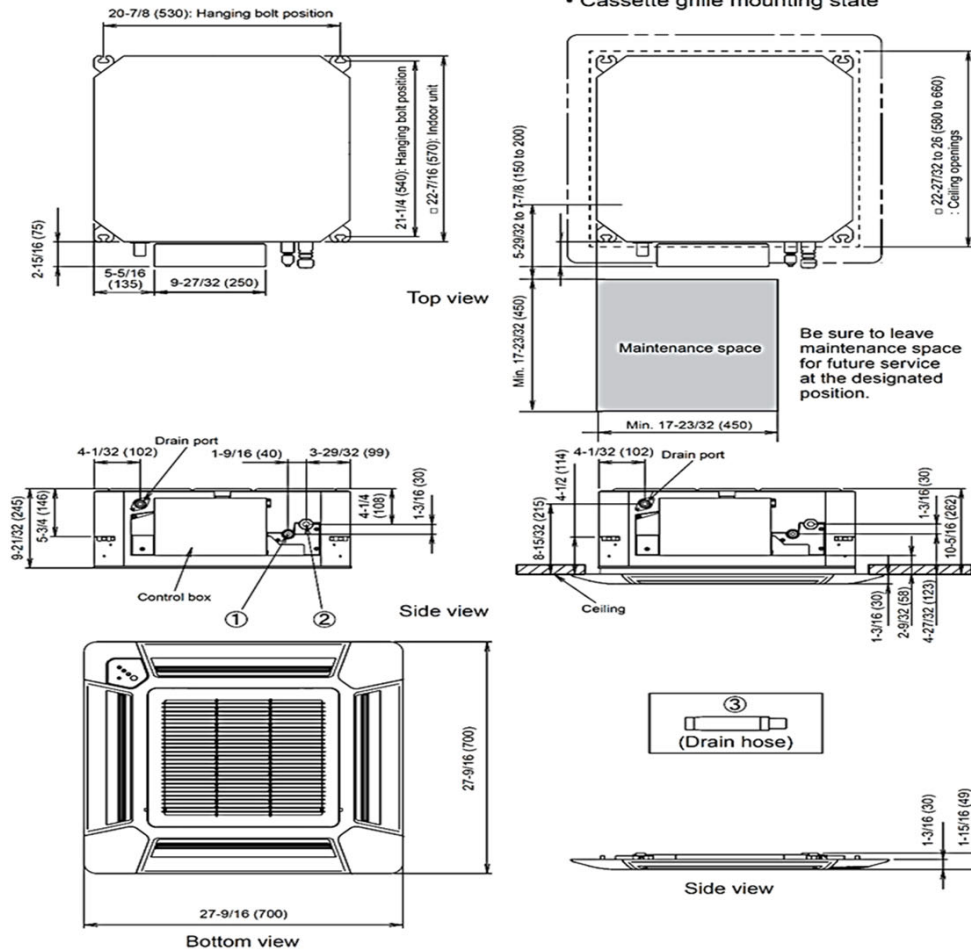 • Cassette grille mounting state
20-7/8 (530): Hanging bolt position
21-1/4 (540): Hanging bolt position
□ 22-7/16 (570): Indoor unit
2-15/16 (75)
5-5/16
(135)
9-27/32 (250)
Top view
5-29/32 to 7-7/8 (150 to 200)
□ 22-27/32 to 26 (580 to 660)
: Ceiling openings
Min. 17-23/32 (450)
Maintenance space
Min. 17-23/32 (450)
Be sure to leave
maintenance space
for future service
at the designated
position.
4-1/32 (102)
Drain port
1-9/16 (40)
3-29/32 (99)
9-21/32 (245)
5-3/4 (146)
4-1/4
(108)
1-3/16 (30)
Control box
①
②
Side view
4-1/32 (102)
Drain port
4-1/2 (114)
8-15/32 (215)
1-3/16 (30)
10-5/16 (262)
Ceiling
1-3/16 (30)
2-9/32 (58)
4-27/32 (123)
27-9/16 (700)
27-9/16 (700)
Bottom view
③
(Drain hose)
1-3/16 (30)
1-15/16 (49)
Side view